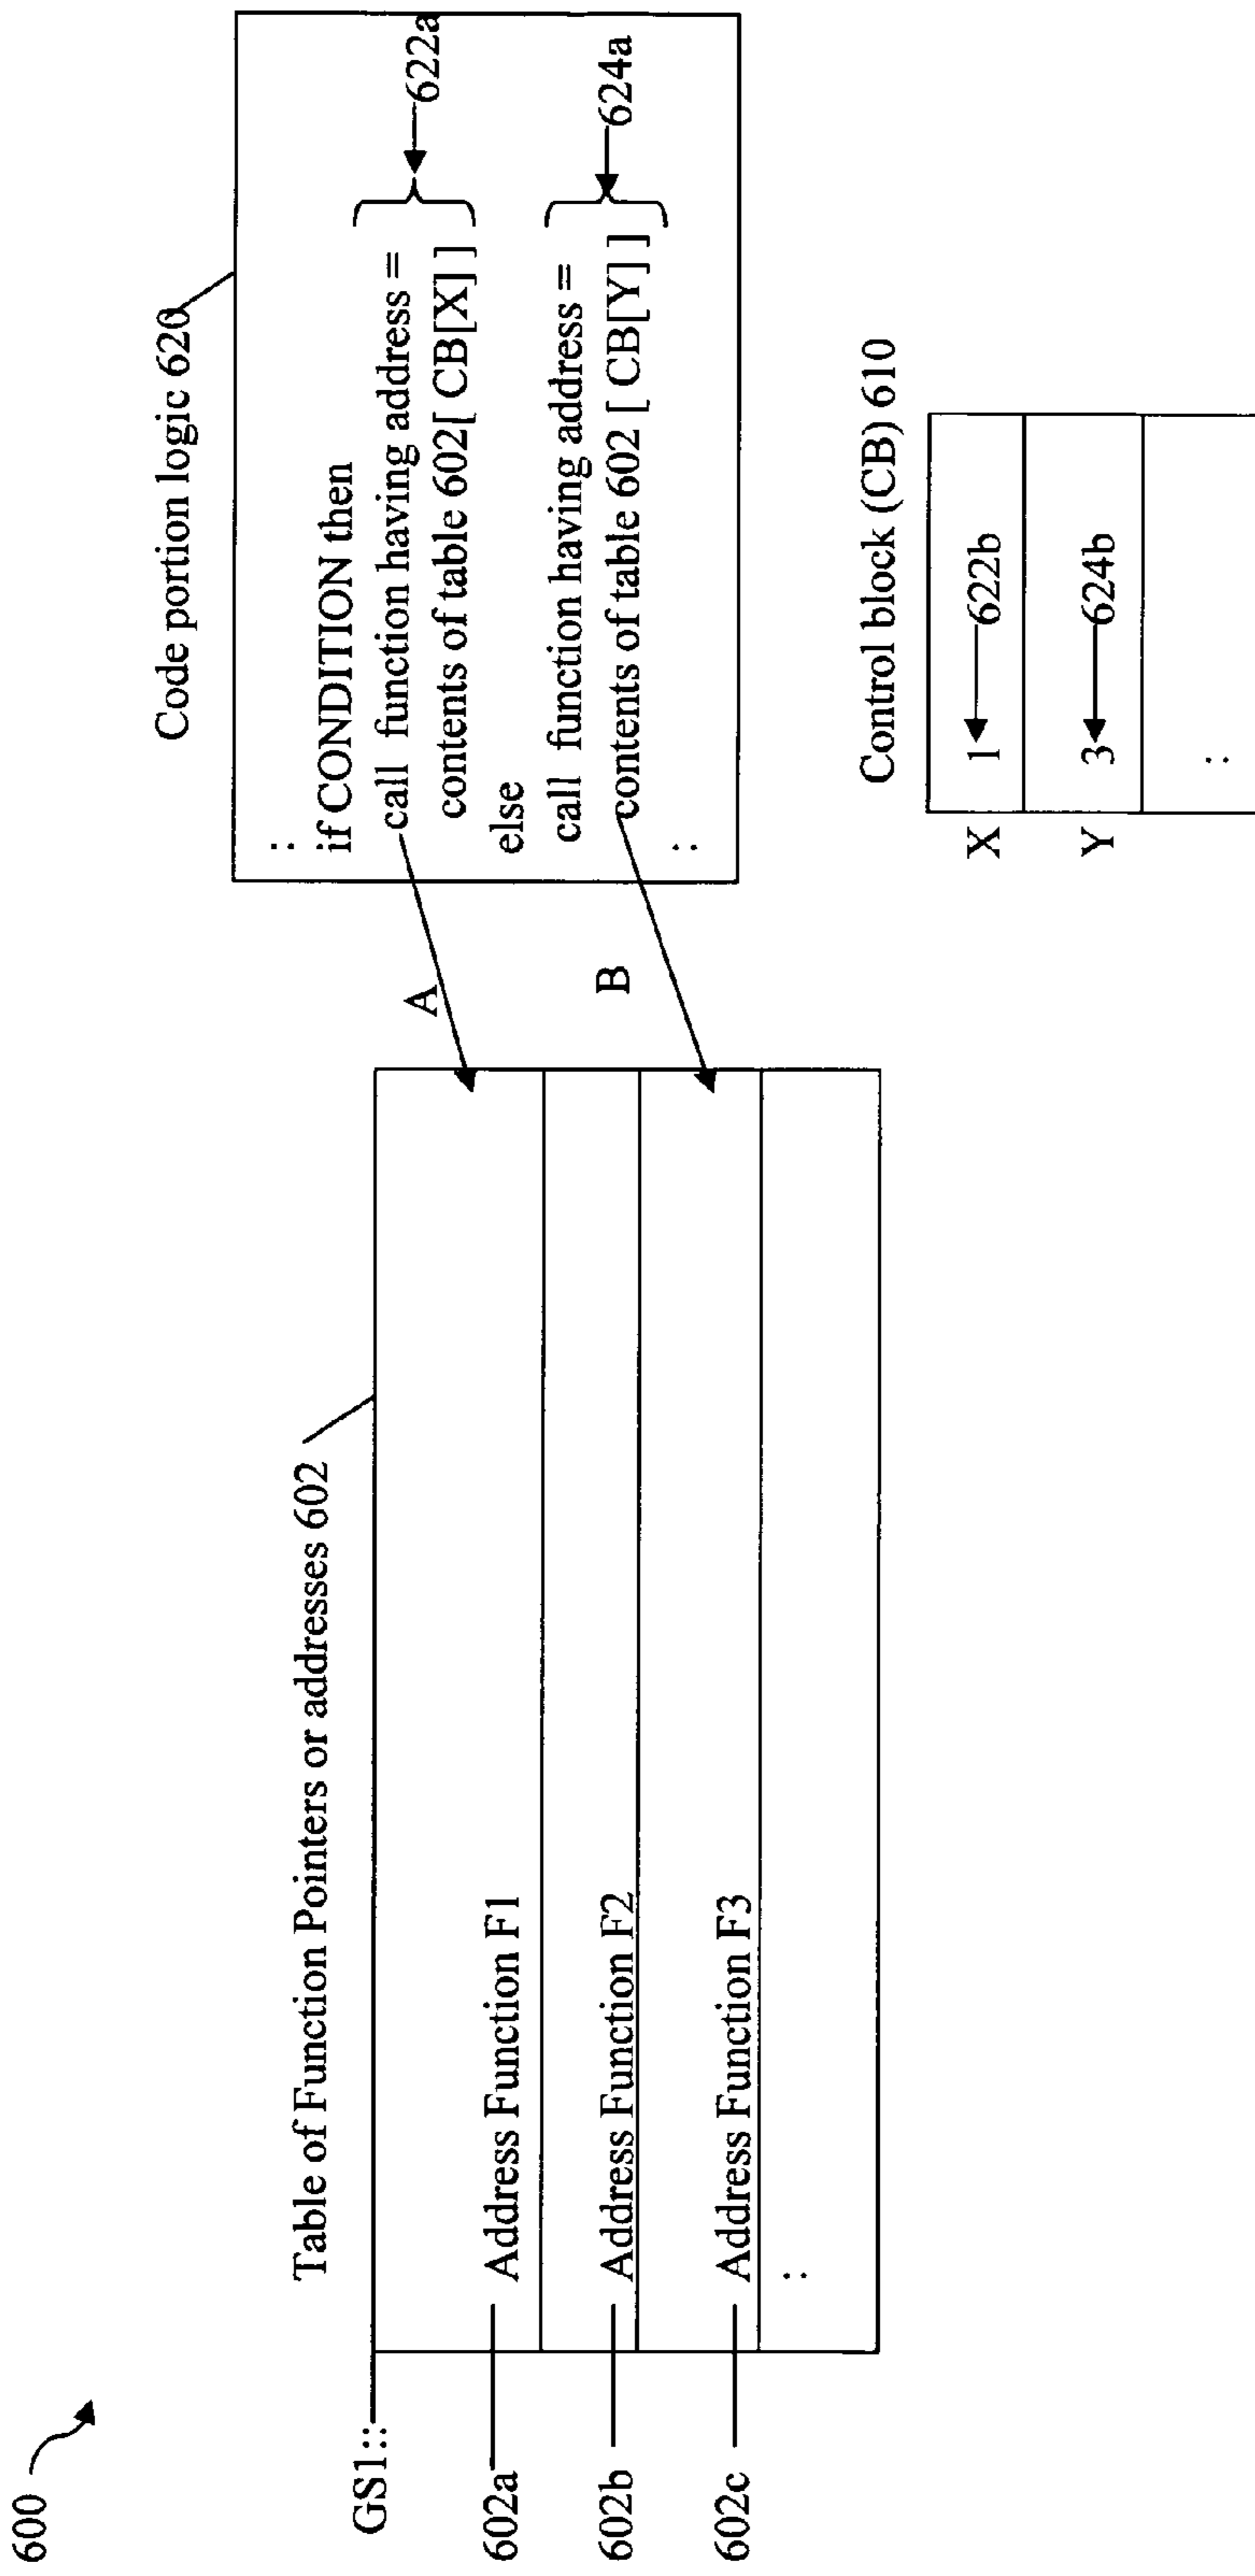 600
Table of Function Pointers or addresses 602
GS1::
602a
Address Function F1
602b
Address Function F2
602c
Address Function F3
:
A
B
Code portion logic 620
:
if CONDITION then
call function having address =
contents of table 602[ CB[X] ]
622a
else
call function having address =
contents of table 602 [ CB[Y] ]
624a
:
Control block (CB) 610
X
1
622b
Y
3
624b
: